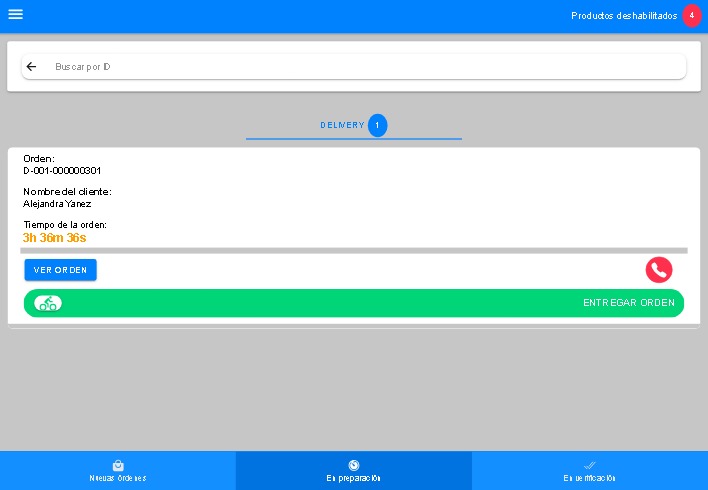 Productos deshabilitados 4
Buscar por ID
DELIVERY 1
Orden:
D-001-000000301
Nombre del cliente:
Alejandra Yanez
Tiempo de la orden:
3h 36m 36s
VER ORDEN
ENTREGAR ORDEN
Nuevas órdenes
En preparación
En verificación